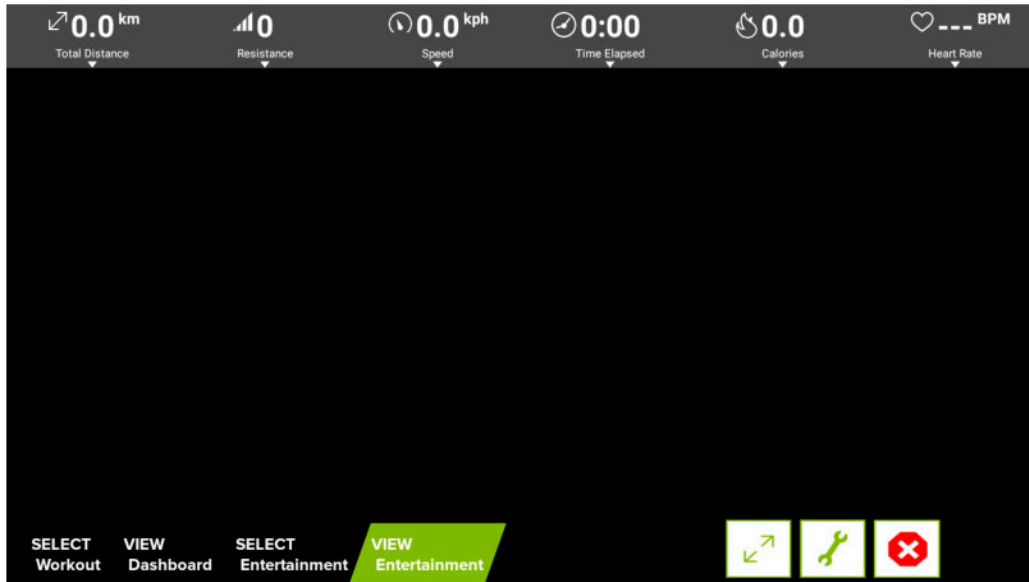 0.0 km 0 0.0 kph 0:00 0.0 --- BPM
Total Distance Resistance Speed Time Elapsed Calories Heart Rate
SELECT VIEW SELECT VIEW
Workout Dashboard Entertainment Entertainment